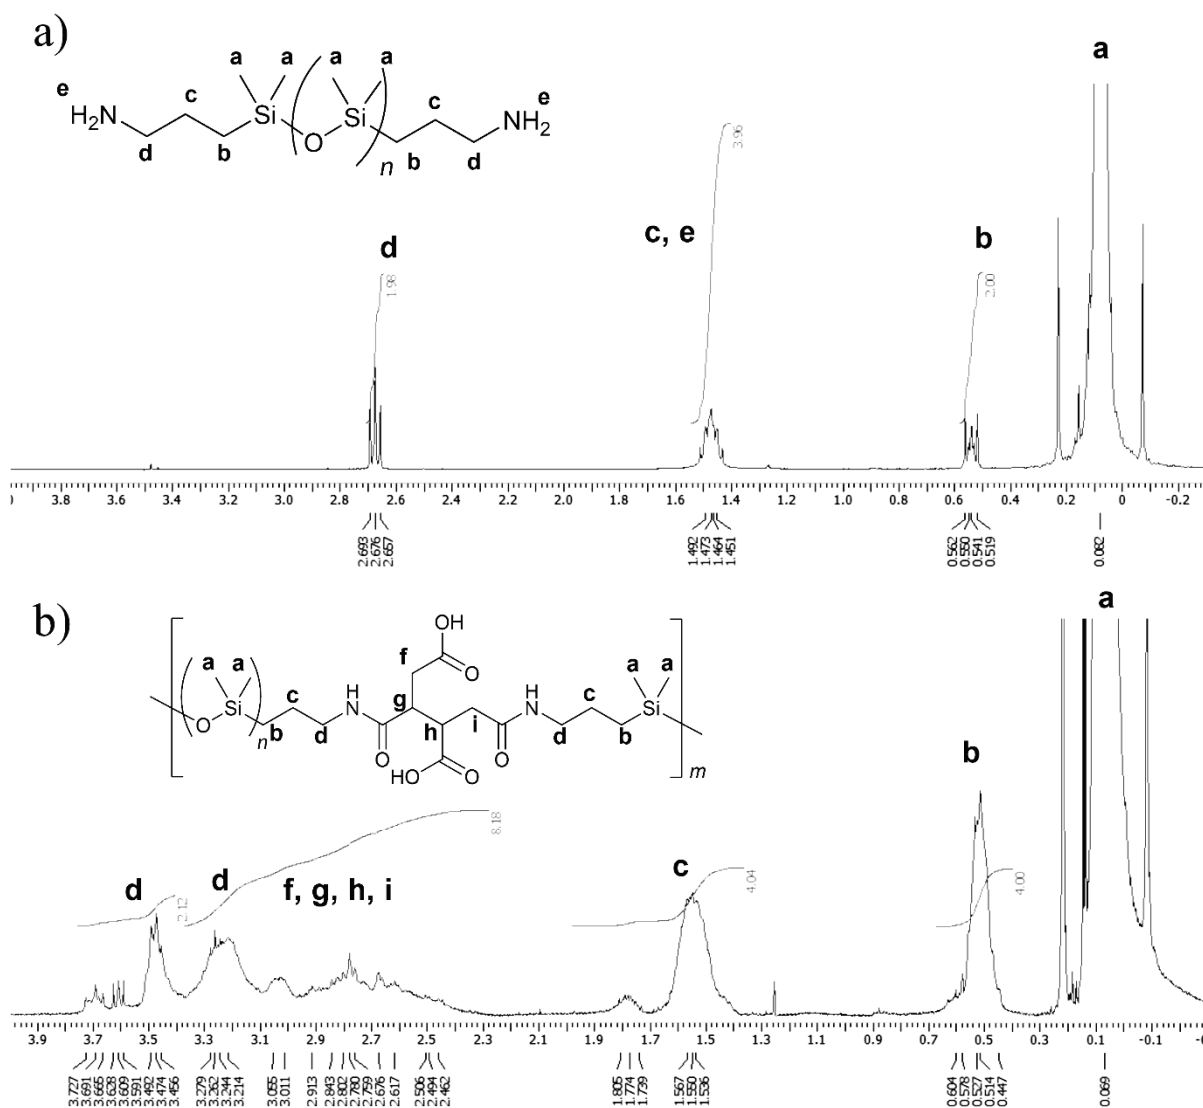 a)
a a a a
e c c e
H₂N Si Si NH₂
d b O n b d
a
d
c, e
b
1.98
3.96
2.00
3.8 3.6 3.4 3.2 3.0 2.8 2.6 2.4 2.2 2.0 1.8 1.6 1.4 1.2 1.0 0.8 0.6 0.4 0.2 0 -0.2
2.693 2.676 2.657 1.492 1.473 1.464 1.451 0.562 0.550 0.541 0.519 0.082
b)
OH
a a f O a a
c H g H c
Si N i N Si
O b n d O h O d b
HO O m
a
d
d
f, g, h, i
c
b
2.12
8.18
4.04
4.00
3.9 3.7 3.5 3.3 3.1 2.9 2.7 2.5 2.3 2.1 1.9 1.7 1.5 1.3 1.1 0.9 0.7 0.5 0.3 0.1 -0.1
3.727 3.691 3.665 3.628 3.609 3.591 3.492 3.474 3.456 3.279 3.262 3.244 3.214 3.055 3.011 2.913 2.843 2.802 2.780 2.759 2.676 2.617 2.506 2.494 2.462 1.805 1.774 1.739 1.567 1.550 1.536 0.604 0.578 0.527 0.514 0.447 0.069